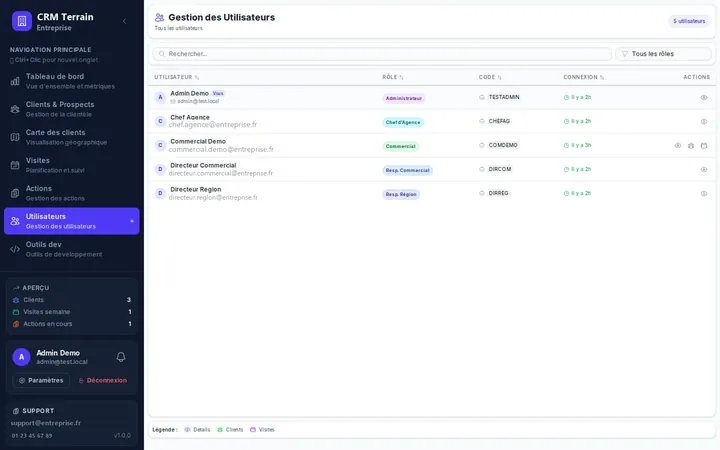 CRM Terrain
Entreprise
NAVIGATION PRINCIPALE
Ctrl+Clic pour nouvel onglet
Tableau de bord
Vue d'ensemble et métriques
Clients & Prospects
Gestion de la clientèle
Carte des clients
Visualisation géographique
Visites
Planification et suivi
Actions
Gestion des actions
Utilisateurs
Gestion des utilisateurs
Outils dev
Outils de développement
APERÇU
Clients 3
Visites semaine 1
Actions en cours 1
A
Admin Demo
admin@test.local
Paramètres
Déconnexion
SUPPORT
support@entreprise.fr
01 23 45 67 89
v1.0.0
Gestion des Utilisateurs
Tous les utilisateurs
5 utilisateurs
Rechercher...
Tous les rôles
UTILISATEUR RÔLE CODE CONNEXION ACTIONS
A Admin Demo Vous
admin@test.local
Administrateur TESTADMIN Il y a 2h
C Chef Agence
chef.agence@entreprise.fr
Chef d'Agence CHEFAG Il y a 2h
C Commercial Demo
commercial.demo@entreprise.fr
Commercial COMDEMO Il y a 3h
D Directeur Commercial
directeur.commercial@entreprise.fr
Resp. Commercial DIRCOM Il y a 2h
D Directeur Region
directeur.region@entreprise.fr
Resp. Région DIRREG Il y a 2h
Légende : Détails Clients Visites